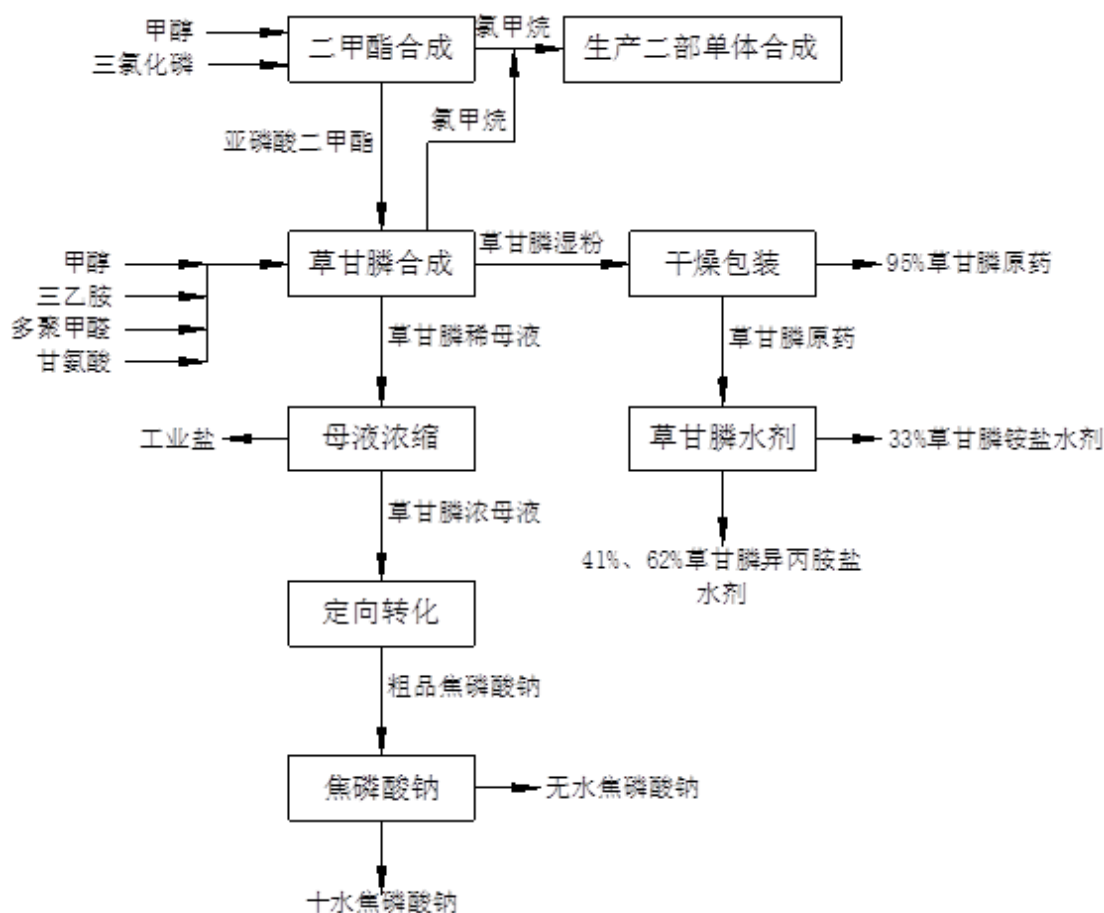 甲醇
三氯化磷
二甲酯合成
氯甲烷
生产二部单体合成
氯甲烷
亚磷酸二甲酯
甲醇
三乙胺
多聚甲醛
甘氨酸
草甘膦合成
草甘膦湿粉
干燥包装
95%草甘膦原药
草甘膦稀母液
草甘膦原药
工业盐
母液浓缩
草甘膦水剂
33%草甘膦铵盐水剂
草甘膦浓母液
41%、62%草甘膦异丙胺盐
水剂
定向转化
粗品焦磷酸钠
焦磷酸钠
无水焦磷酸钠
十水焦磷酸钠